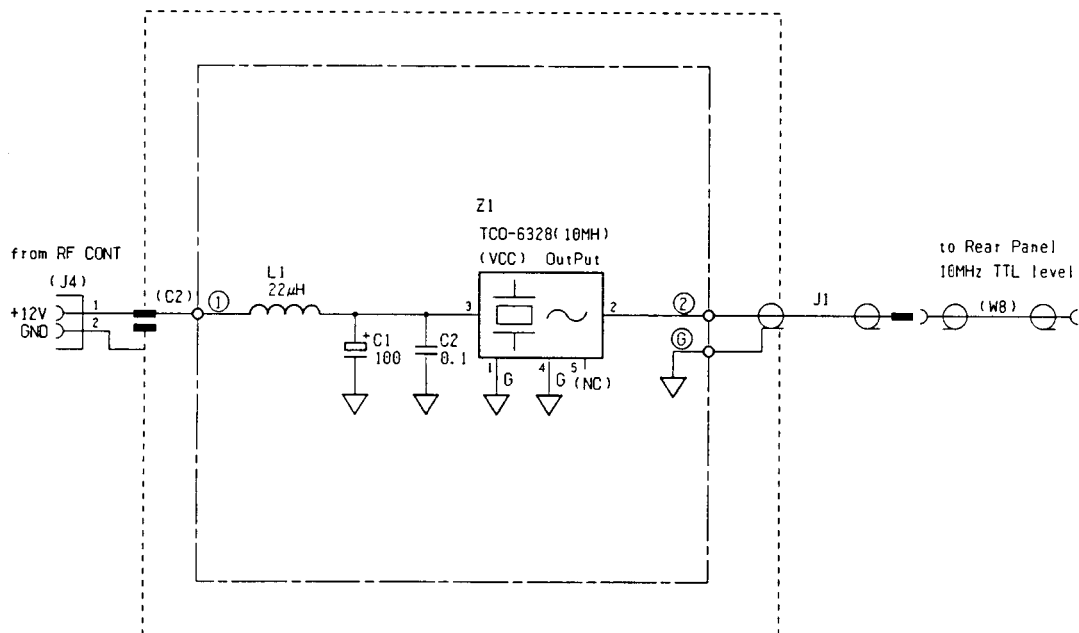 Z1
TCO-6328(10MH)
(VCC) OutPut
from RF CONT
(J4)
+12V
GND
1
2
(C2)
①
L1
22μH
+
C1
100
C2
0.1
3
2
1
G
4
G
5
(NC)
②
Ⓖ
J1
to Rear Panel
10MHz TTL level
(W8)